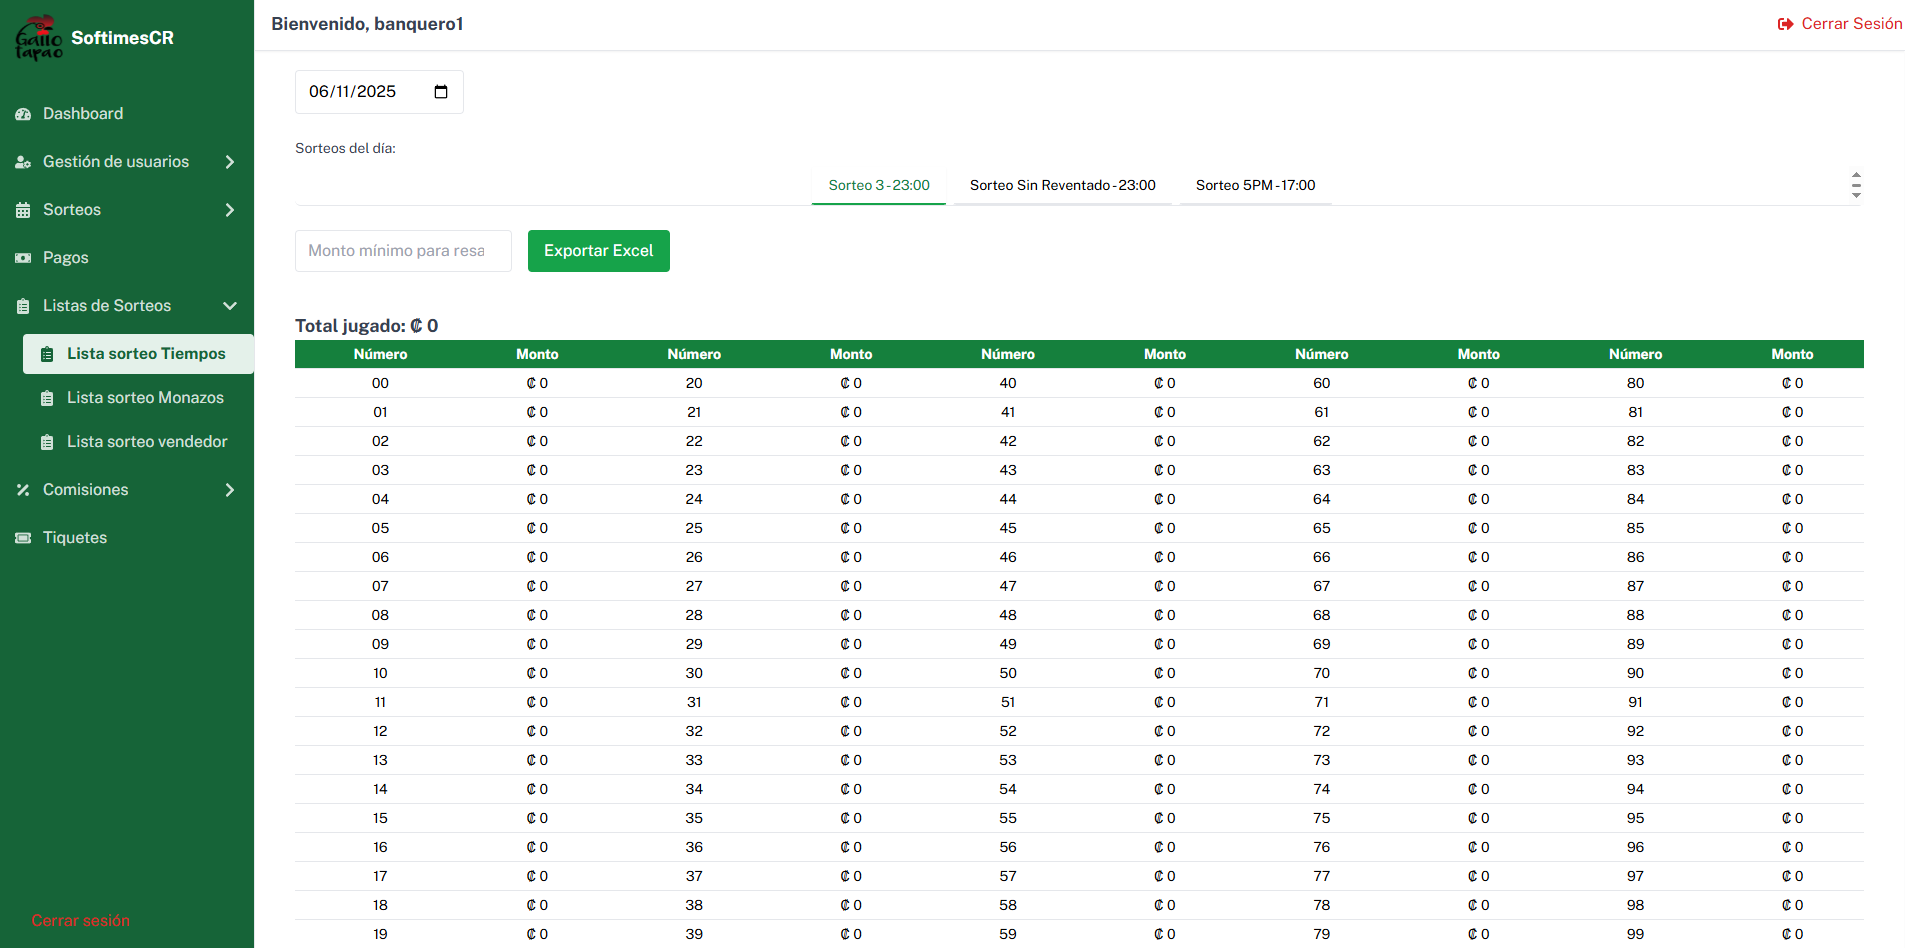 Gallo
tapao
SoftimesCR
Bienvenido, banquero1
Cerrar Sesión
Dashboard
Gestión de usuarios
Sorteos
Pagos
Listas de Sorteos
Lista sorteo Tiempos
Lista sorteo Monazos
Lista sorteo vendedor
Comisiones
Tiquetes
Cerrar sesión
06/11/2025
Sorteos del día:
Sorteo 3 - 23:00 Sorteo Sin Reventado - 23:00 Sorteo 5PM - 17:00
Monto mínimo para resa Exportar Excel
Total jugado: ₡ 0
Número Monto Número Monto Número Monto Número Monto Número Monto
00 ₡ 0 20 ₡ 0 40 ₡ 0 60 ₡ 0 80 ₡ 0
01 ₡ 0 21 ₡ 0 41 ₡ 0 61 ₡ 0 81 ₡ 0
02 ₡ 0 22 ₡ 0 42 ₡ 0 62 ₡ 0 82 ₡ 0
03 ₡ 0 23 ₡ 0 43 ₡ 0 63 ₡ 0 83 ₡ 0
04 ₡ 0 24 ₡ 0 44 ₡ 0 64 ₡ 0 84 ₡ 0
05 ₡ 0 25 ₡ 0 45 ₡ 0 65 ₡ 0 85 ₡ 0
06 ₡ 0 26 ₡ 0 46 ₡ 0 66 ₡ 0 86 ₡ 0
07 ₡ 0 27 ₡ 0 47 ₡ 0 67 ₡ 0 87 ₡ 0
08 ₡ 0 28 ₡ 0 48 ₡ 0 68 ₡ 0 88 ₡ 0
09 ₡ 0 29 ₡ 0 49 ₡ 0 69 ₡ 0 89 ₡ 0
10 ₡ 0 30 ₡ 0 50 ₡ 0 70 ₡ 0 90 ₡ 0
11 ₡ 0 31 ₡ 0 51 ₡ 0 71 ₡ 0 91 ₡ 0
12 ₡ 0 32 ₡ 0 52 ₡ 0 72 ₡ 0 92 ₡ 0
13 ₡ 0 33 ₡ 0 53 ₡ 0 73 ₡ 0 93 ₡ 0
14 ₡ 0 34 ₡ 0 54 ₡ 0 74 ₡ 0 94 ₡ 0
15 ₡ 0 35 ₡ 0 55 ₡ 0 75 ₡ 0 95 ₡ 0
16 ₡ 0 36 ₡ 0 56 ₡ 0 76 ₡ 0 96 ₡ 0
17 ₡ 0 37 ₡ 0 57 ₡ 0 77 ₡ 0 97 ₡ 0
18 ₡ 0 38 ₡ 0 58 ₡ 0 78 ₡ 0 98 ₡ 0
19 ₡ 0 39 ₡ 0 59 ₡ 0 79 ₡ 0 99 ₡ 0